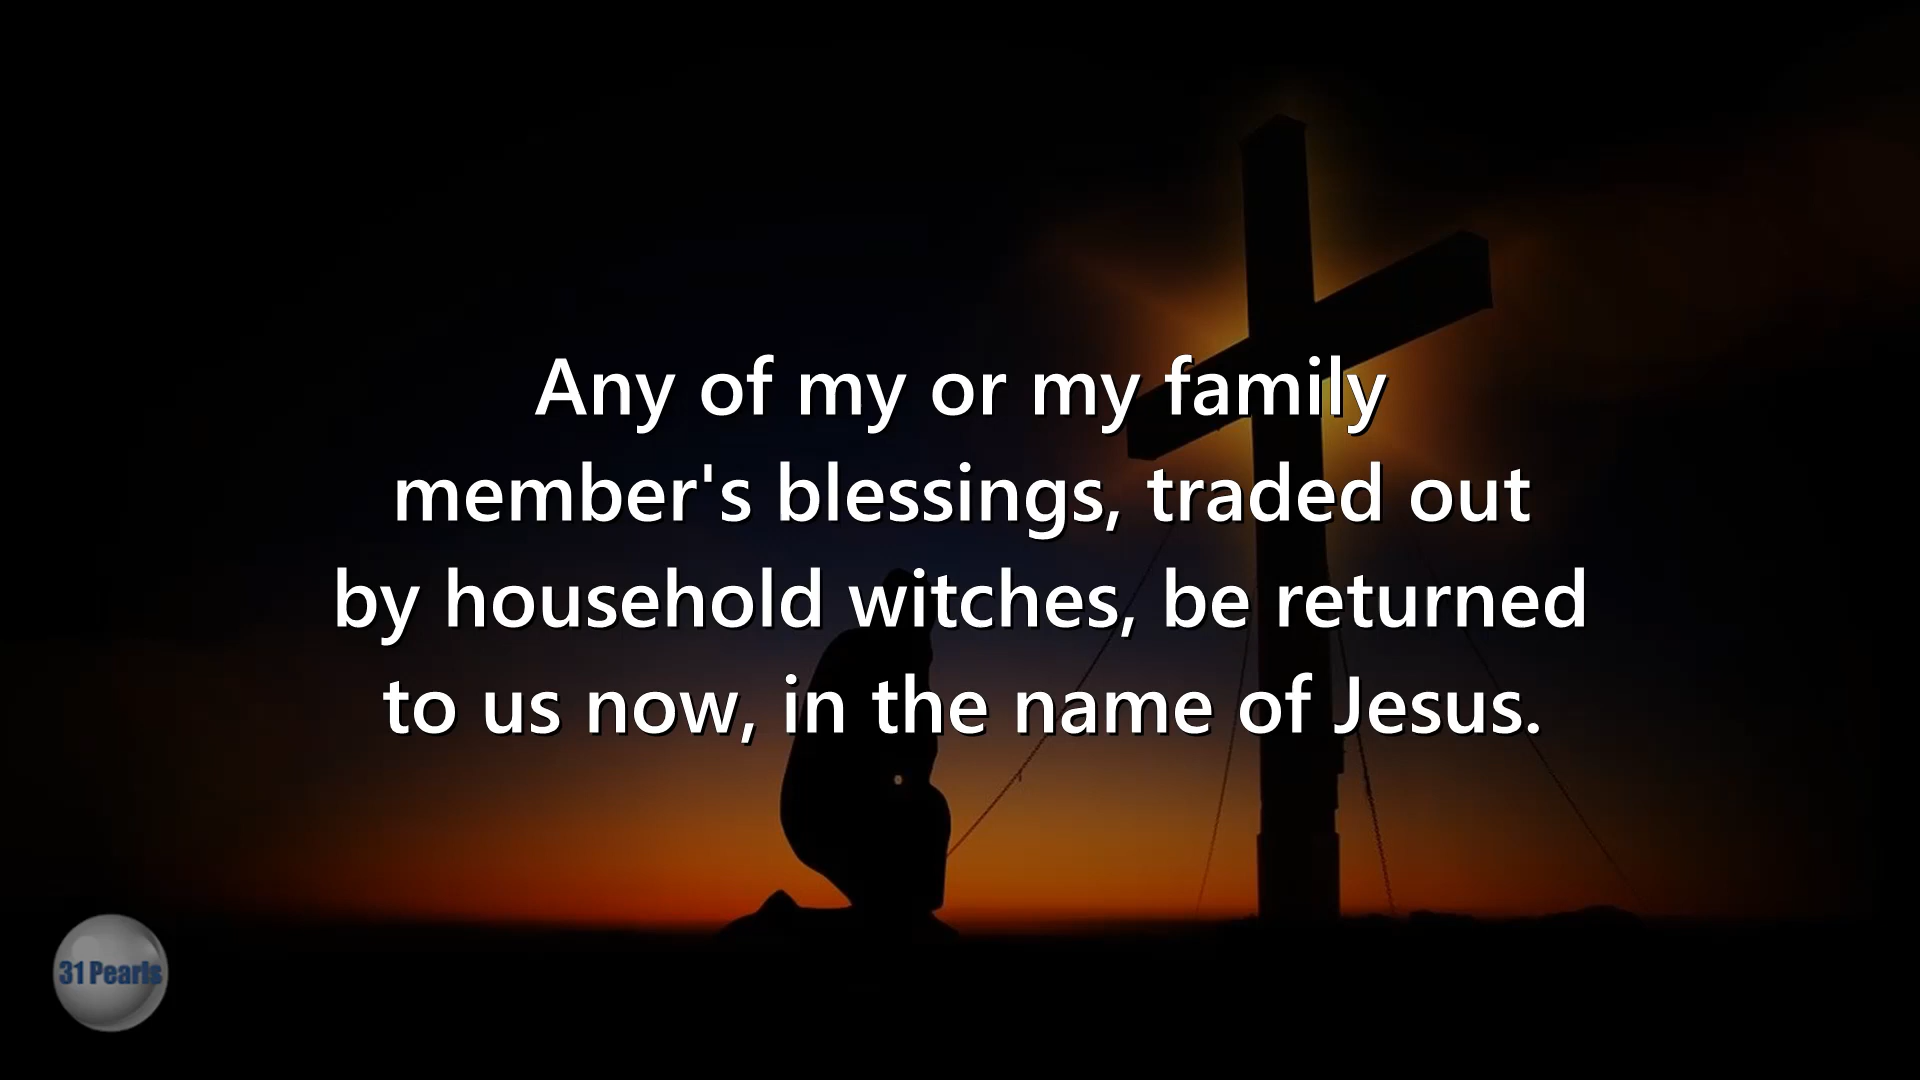 Any of my or my family
member's blessings, traded out
by household witches, be returned
to us now, in the name of Jesus.
31 Pearls